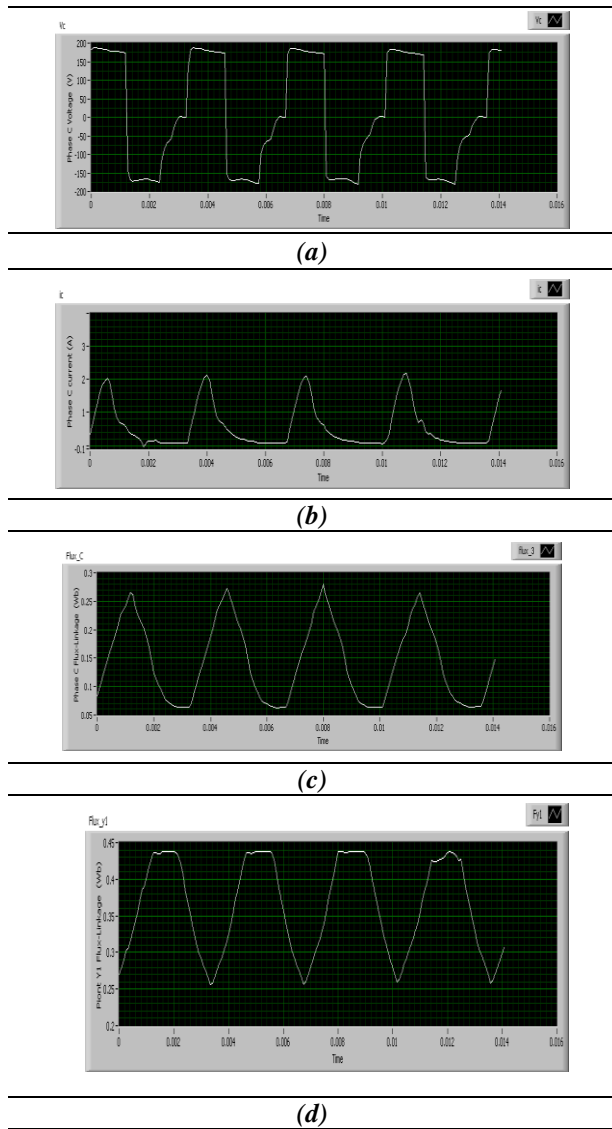 Vc
Vc
Phase C Voltage (V)
200
150
100
50
0
-50
-100
-150
-200
0 0.002 0.004 0.006 0.008 0.01 0.012 0.014 0.016
Time
(a)
ic
ic
Phase C current (A)
3
2
1
-0.1
0 0.002 0.004 0.006 0.008 0.01 0.012 0.014 0.016
Time
(b)
Flux_C
flux_3
Phase C Flux-Linkage (Wb)
0.3
0.25
0.2
0.15
0.1
0.05
0 0.002 0.004 0.006 0.008 0.01 0.012 0.014 0.016
Time
(c)
Flux_y1
Fy1
Piont Y1 Flux-Linkage (Wb)
0.45
0.4
0.35
0.3
0.25
0.2
0 0.002 0.004 0.006 0.008 0.01 0.012 0.014 0.016
Time
(d)